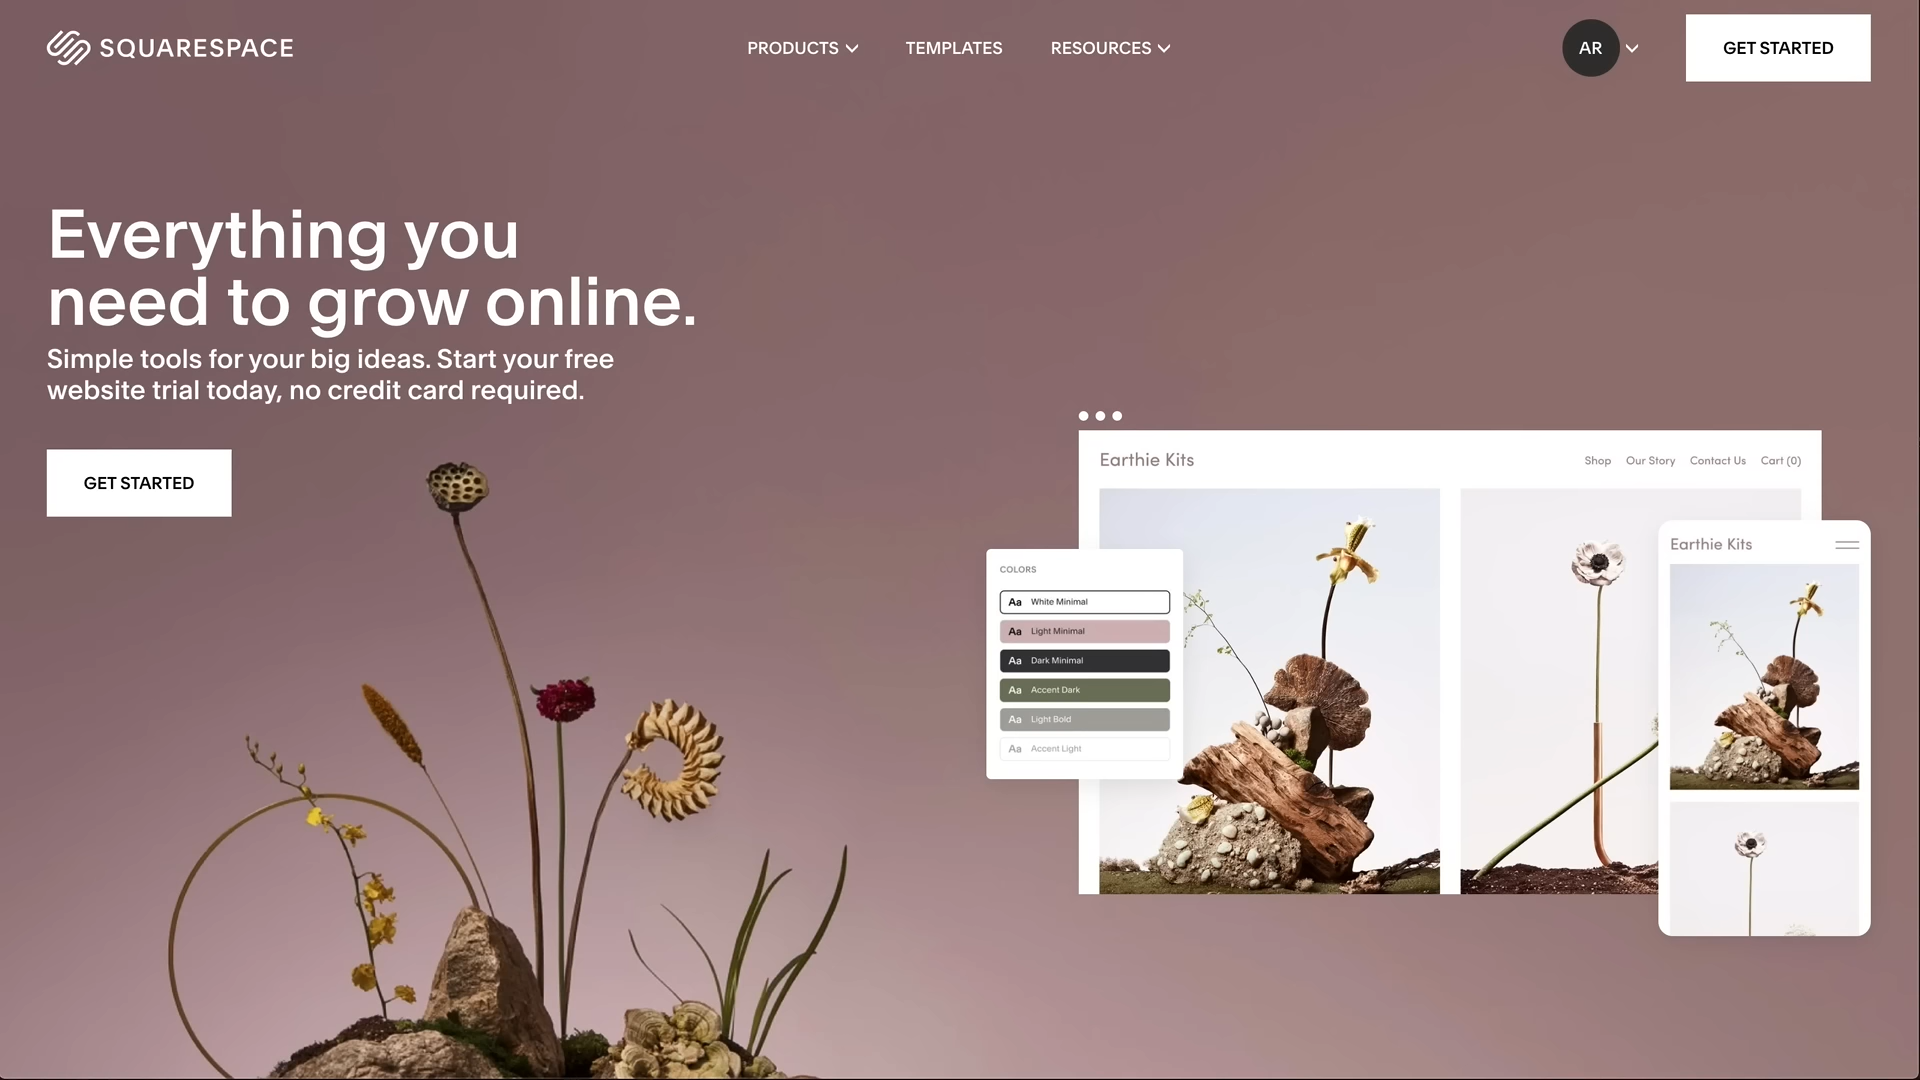 SQUARESPACE
PRODUCTS
TEMPLATES
RESOURCES
AR
GET STARTED
Everything you
need to grow online.
Simple tools for your big ideas. Start your free
website trial today, no credit card required.
GET STARTED
Earthie Kits
Shop
Our Story
Contact Us
Cart (0)
COLORS
Aa White Minimal
Aa Light Minimal
Aa Dark Minimal
Aa Accent Dark
Aa Light Bold
Aa Accent Light
Earthie Kits